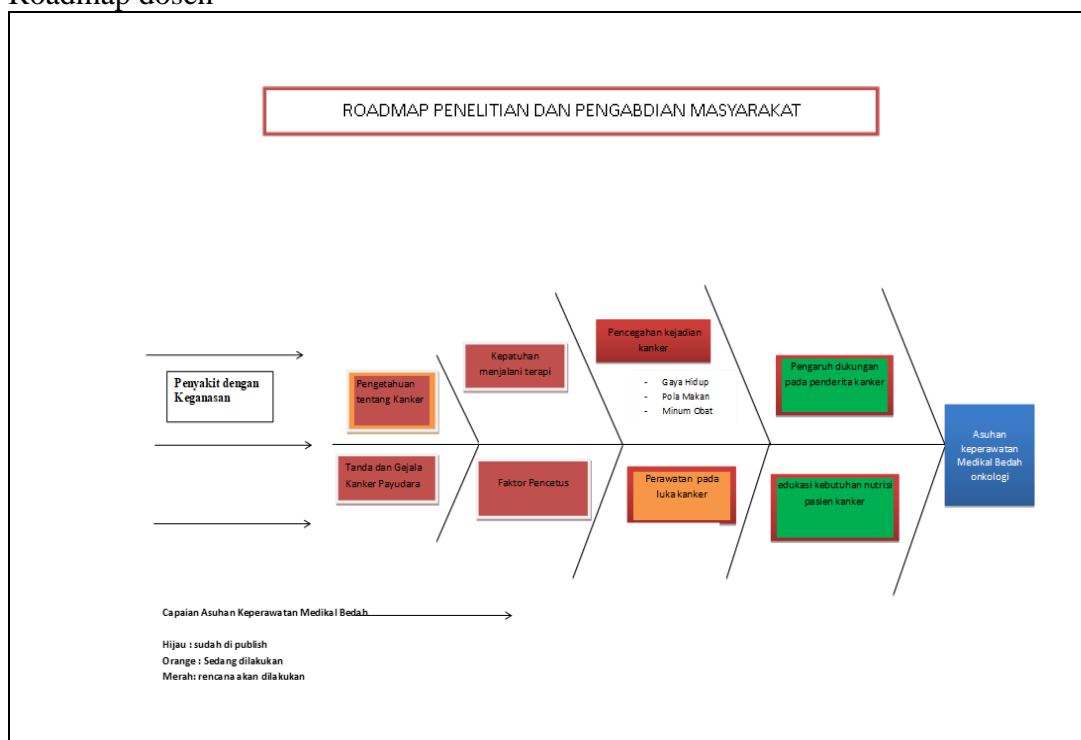 Roadmap dosen
ROADMAP PENELITIAN DAN PENGABDIAN MASYARAKAT
Penyakit dengan
Keganasan
Pengetahuan
tentang Kanker
Kepatuhan
menjalani terapi
Pencegahan kejadian
kanker
- Gaya Hidup
- Pola Makan
- Minum Obat
Pengaruh dukungan
pada penderita kanker
Asuhan
keperawatan
Medikal Bedah
onkologi
Tanda dan Gejala
Kanker Payudara
Faktor Pencetus
Perawatan pada
luka kanker
edukasi kebutuhan nutrisi
pasien kanker
Capaian Asuhan Keperawatan Medikal Bedah
Hijau : sudah di publish
Orange : Sedang dilakukan
Merah: rencana akan dilakukan